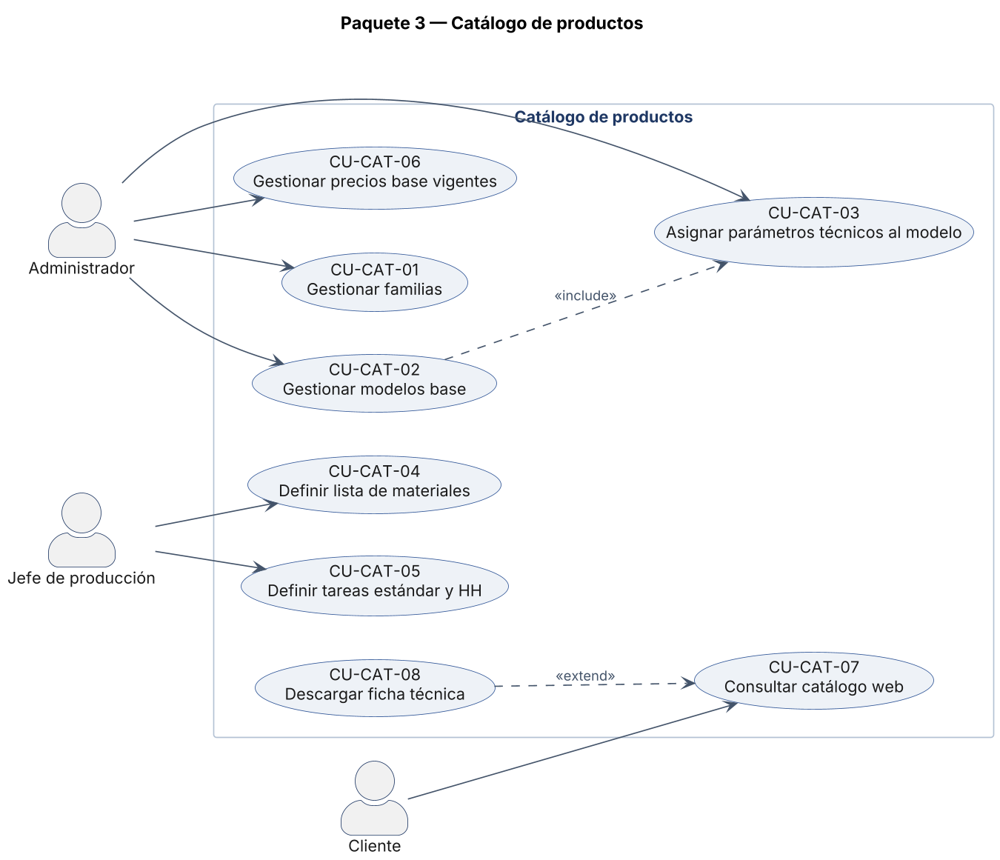 Paquete 3 — Catálogo de productos
Catálogo de productos
CU-CAT-06
Gestionar precios base vigentes
CU-CAT-03
Asignar parámetros técnicos al modelo
Administrador
CU-CAT-01
Gestionar familias
«include»
CU-CAT-02
Gestionar modelos base
CU-CAT-04
Definir lista de materiales
Jefe de producción
CU-CAT-05
Definir tareas estándar y HH
CU-CAT-08
Descargar ficha técnica
«extend»
CU-CAT-07
Consultar catálogo web
Cliente